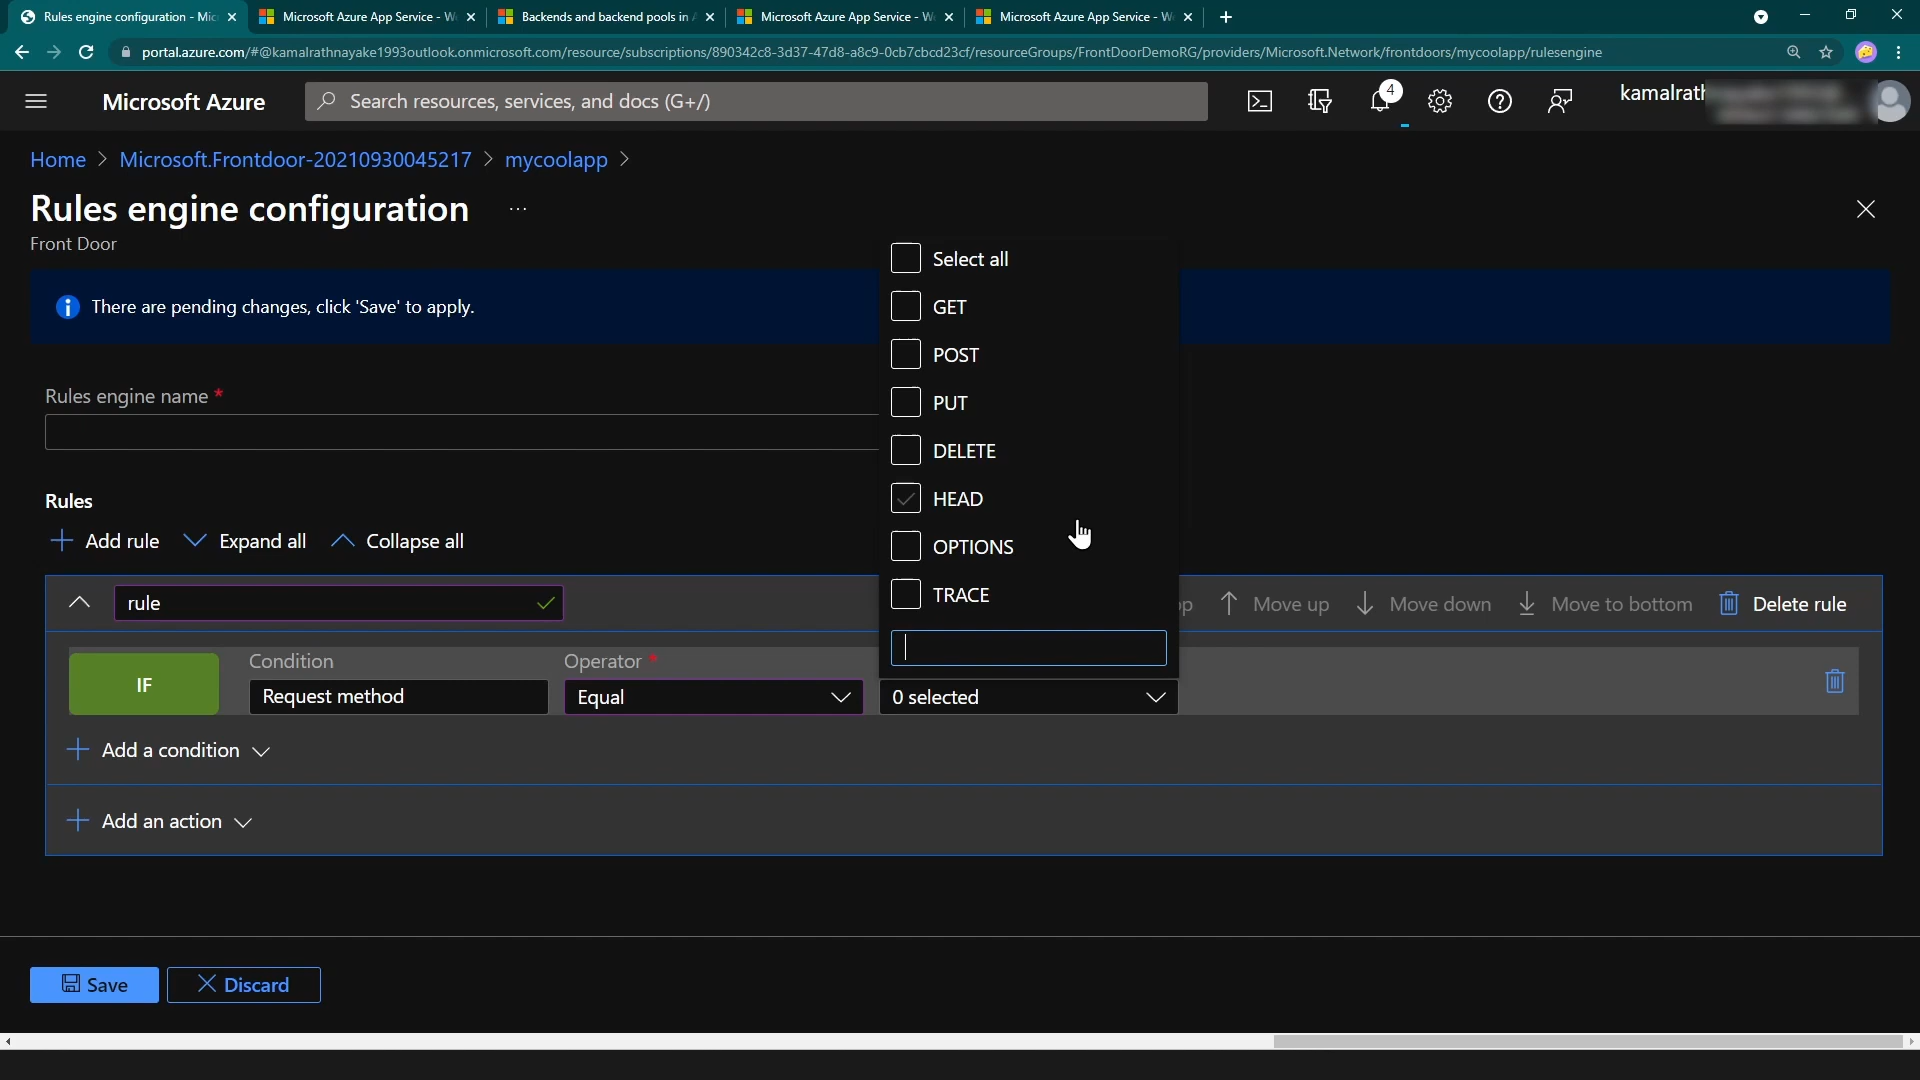 Rules engine configuration - Mic
Microsoft Azure App Service - W
Backends and backend pools in
Microsoft Azure App Service - W
Microsoft Azure App Service - W
portal.azure.com/#@kamalrathnayake1993outlook.onmicrosoft.com/resource/subscriptions/890342c8-3d37-47d8-a8c9-0cb7cbcd23cf/resourceGroups/FrontDoorDemoRG/providers/Microsoft.Network/frontdoors/mycoolapp/rulesengine
Microsoft Azure
Search resources, services, and docs (G+/)
4
kamalrath
Home > Microsoft.Frontdoor-20210930045217 > mycoolapp >
Rules engine configuration ...
Front Door
There are pending changes, click 'Save' to apply.
Select all
GET
POST
PUT
DELETE
HEAD
OPTIONS
TRACE
Rules engine name *
Rules
Add rule Expand all Collapse all
rule
Move up Move down Move to bottom Delete rule
IF
Condition
Request method
Operator *
Equal
0 selected
Add a condition
Add an action
Save Discard